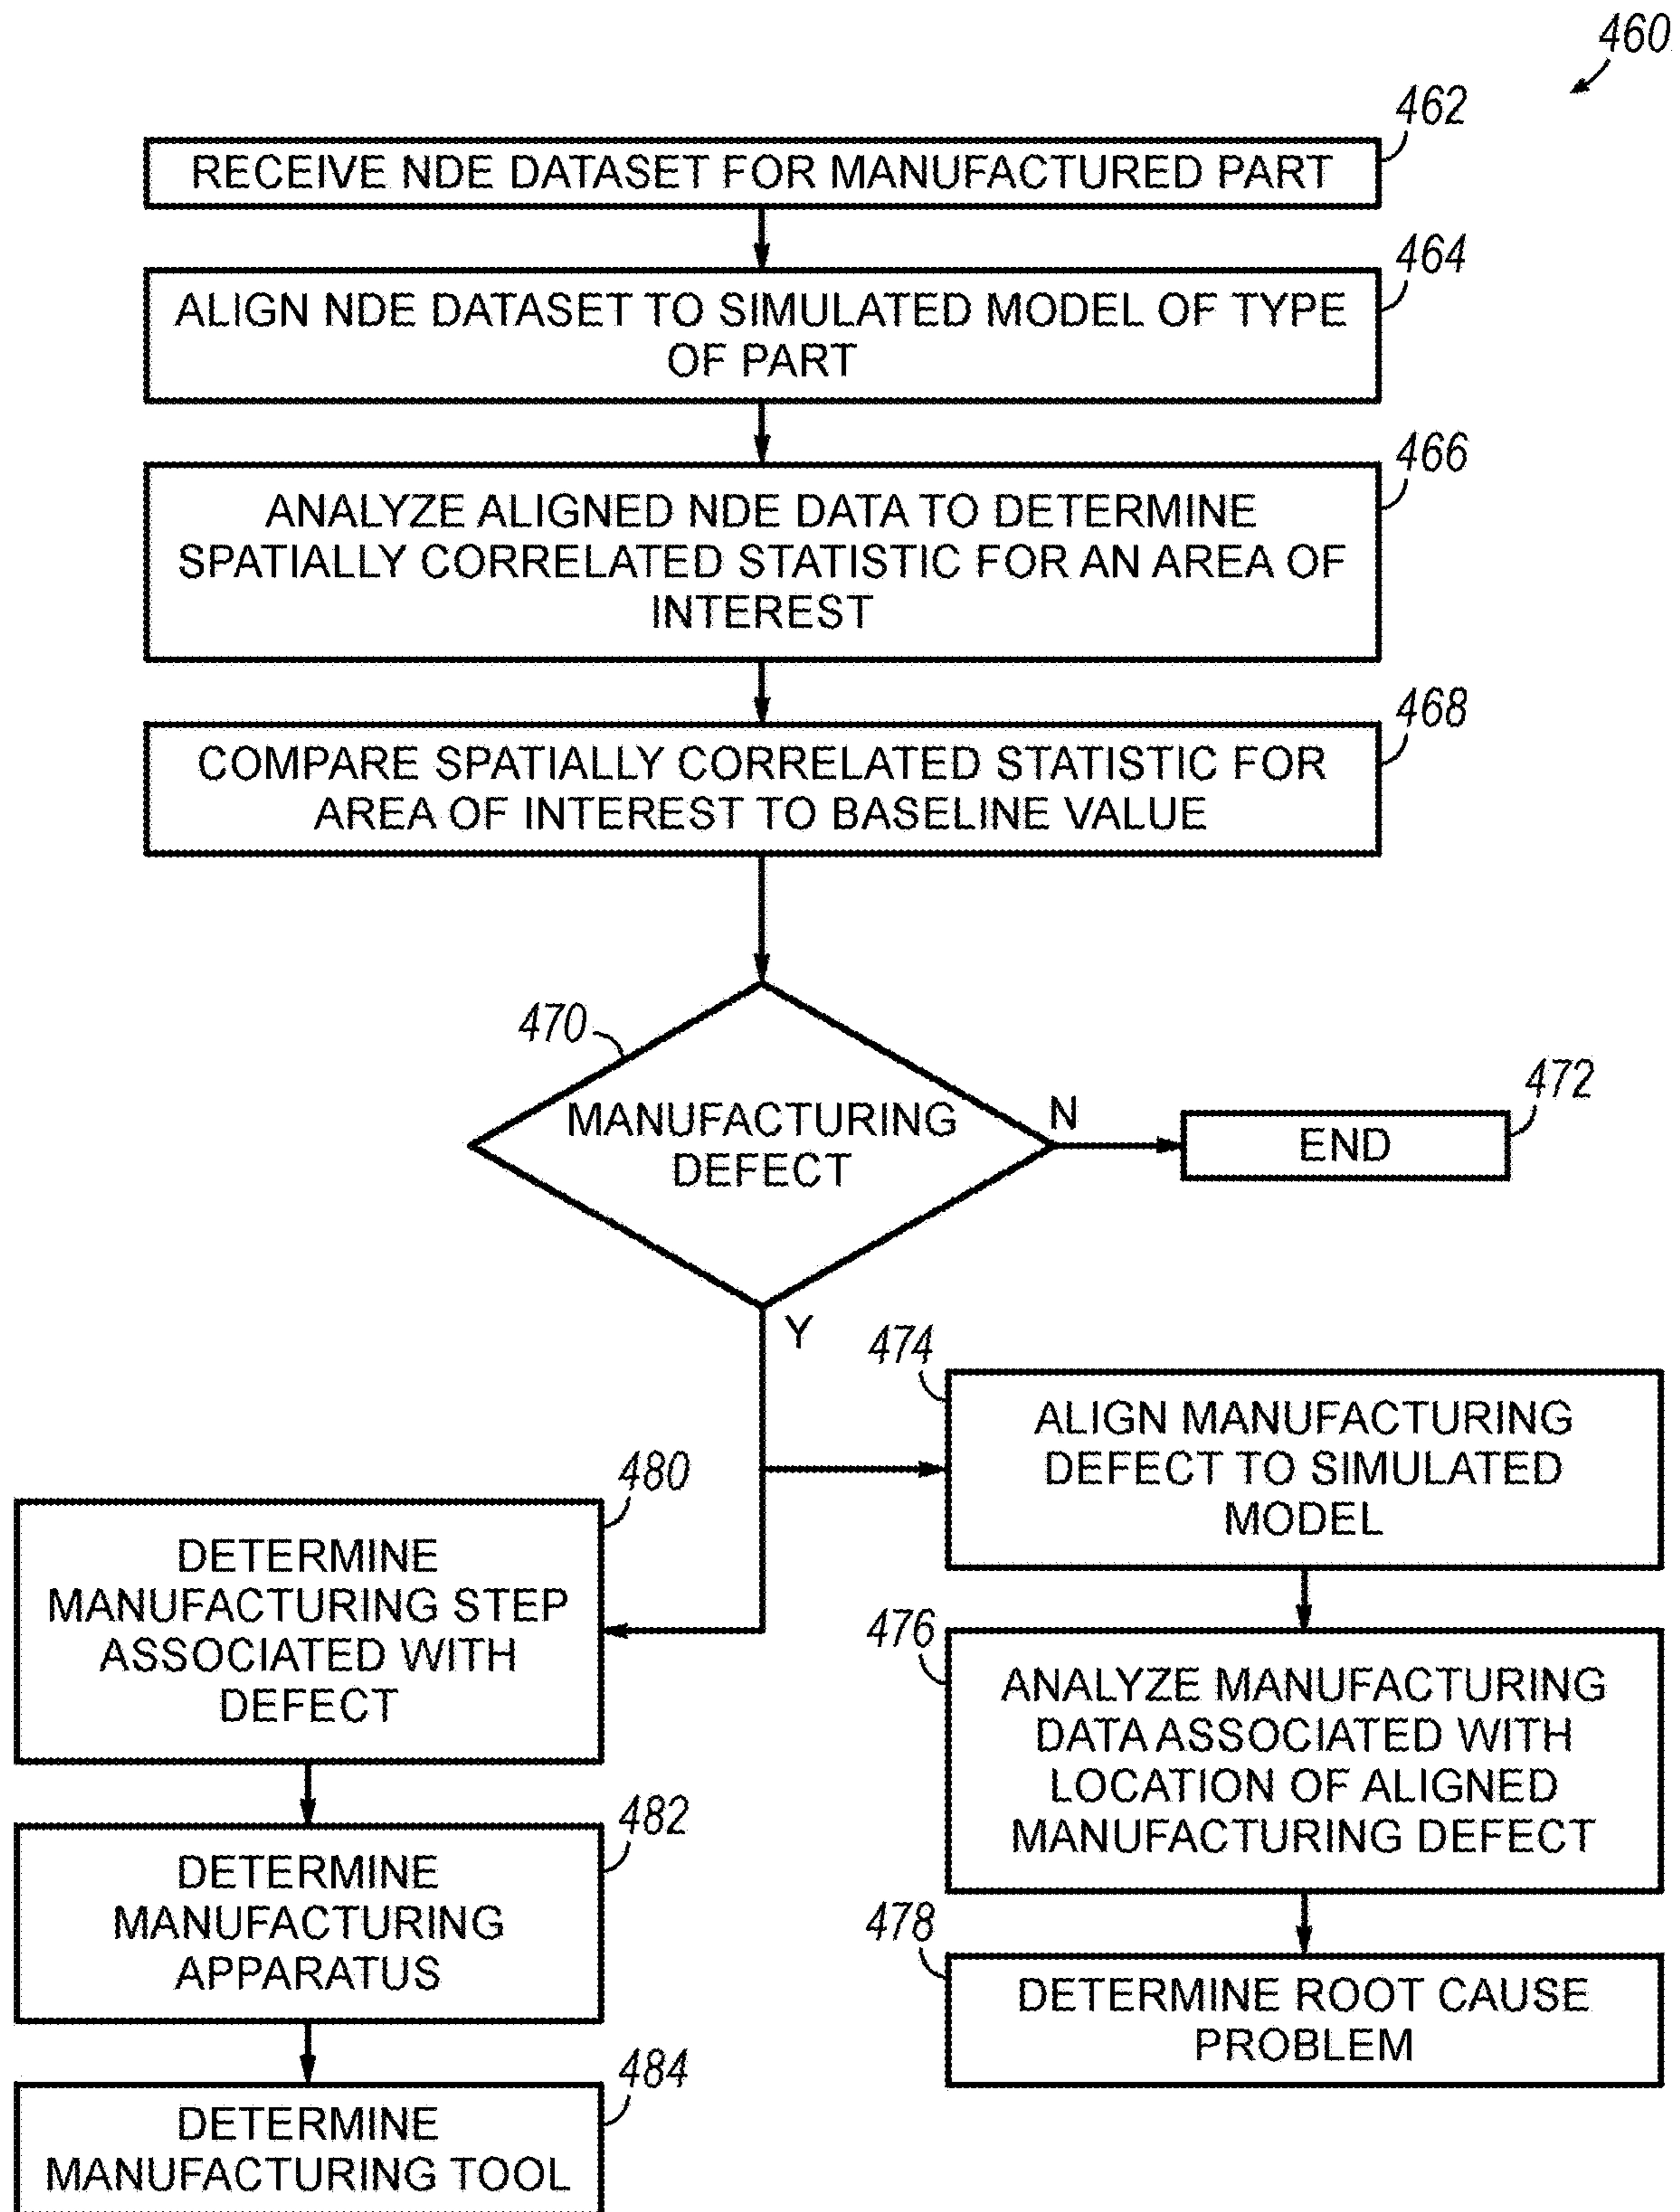 460
462
RECEIVE NDE DATASET FOR MANUFACTURED PART
464
ALIGN NDE DATASET TO SIMULATED MODEL OF TYPE
OF PART
466
ANALYZE ALIGNED NDE DATA TO DETERMINE
SPATIALLY CORRELATED STATISTIC FOR AN AREA OF
INTEREST
468
COMPARE SPATIALLY CORRELATED STATISTIC FOR
AREA OF INTEREST TO BASELINE VALUE
470
MANUFACTURING
DEFECT
N
472
END
Y
474
ALIGN MANUFACTURING
DEFECT TO SIMULATED
MODEL
476
ANALYZE MANUFACTURING
DATA ASSOCIATED WITH
LOCATION OF ALIGNED
MANUFACTURING DEFECT
478
DETERMINE ROOT CAUSE
PROBLEM
480
DETERMINE
MANUFACTURING STEP
ASSOCIATED WITH
DEFECT
482
DETERMINE
MANUFACTURING
APPARATUS
484
DETERMINE
MANUFACTURING TOOL